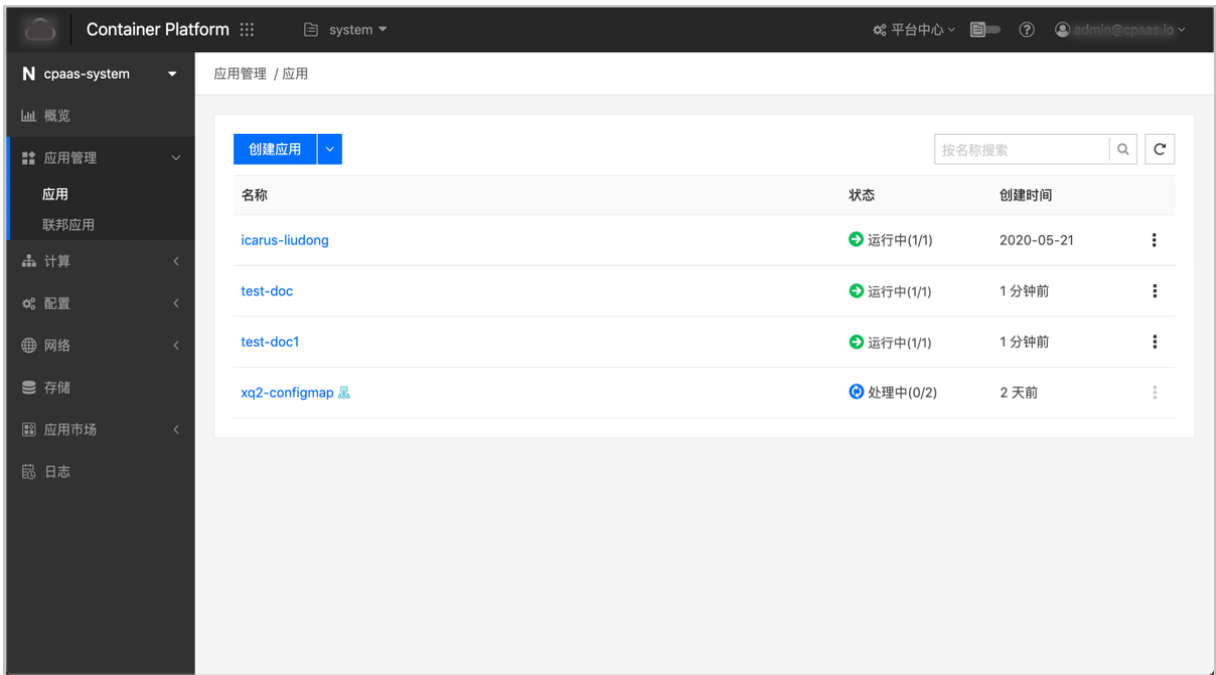 Container Platform system 平台中心 admin@cpaas.io
N cpaas-system
应用管理 / 应用
概览
应用管理
应用
联邦应用
计算
配置
网络
存储
应用市场
日志
创建应用 按名称搜索
名称 状态 创建时间
icarus-liudong 运行中(1/1) 2020-05-21
test-doc 运行中(1/1) 1 分钟前
test-doc1 运行中(1/1) 1 分钟前
xq2-configmap 处理中(0/2) 2 天前